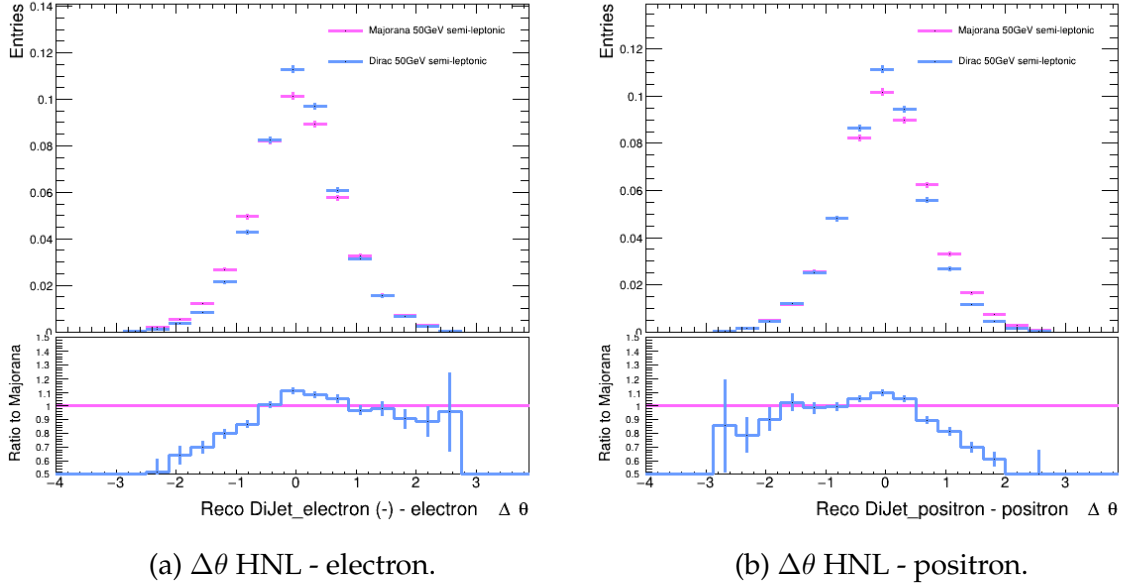 Entries
0.14
0.12
0.1
0.08
0.06
0.04
0.02
0
Majorana 50GeV semi-leptonic
Dirac 50GeV semi-leptonic
Ratio to Majorana
1.5
1.4
1.3
1.2
1.1
1
0.9
0.8
0.7
0.6
0.5
−4 −3 −2 −1 0 1 2 3
Reco DiJet_electron (-) - electron Δ θ
(a) Δθ HNL - electron.
Entries
0.12
0.1
0.08
0.06
0.04
0.02
0
Majorana 50GeV semi-leptonic
Dirac 50GeV semi-leptonic
Ratio to Majorana
1.5
1.4
1.3
1.2
1.1
1
0.9
0.8
0.7
0.6
0.5
−4 −3 −2 −1 0 1 2 3
Reco DiJet_positron - positron Δ θ
(b) Δθ HNL - positron.